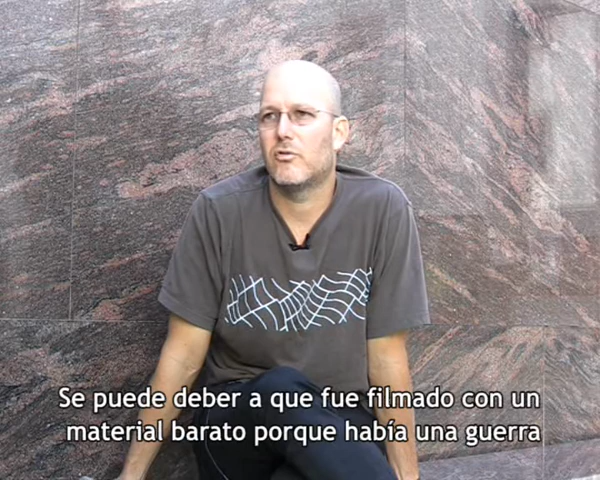 Se puede deber a que fue filmado con un
material barato porque había una guerra